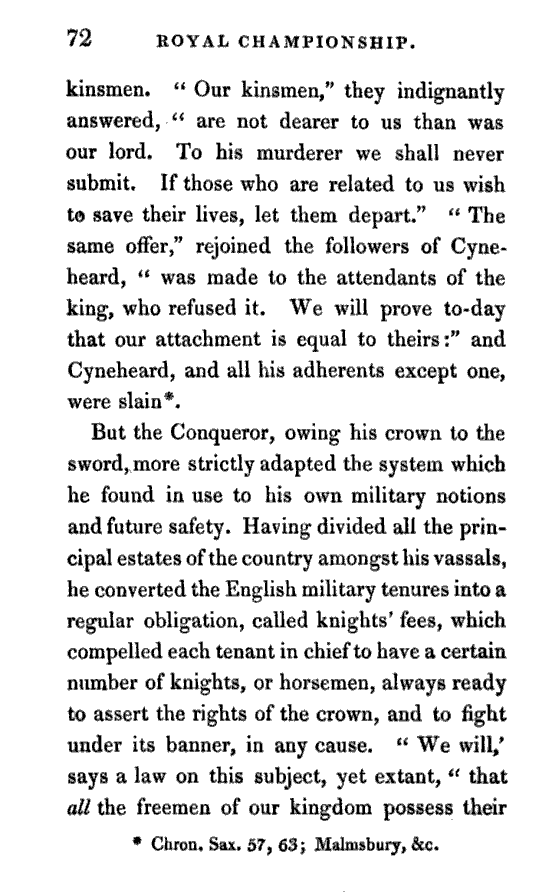 72 ROYAL CHAMPIONSHIP.
kinsmen. “ Our kinsmen,” they indignantly
answered, “ are not dearer to us than was
our lord. To his murderer we shall never
submit. If those who are related to us wish
to save their lives, let them depart.” “ The
same offer,” rejoined the followers of Cyne-
heard, “ was made to the attendants of the
king, who refused it. We will prove to-day
that our attachment is equal to theirs :” and
Cyneheard, and all his adherents except one,
were slain*.
But the Conqueror, owing his crown to the
sword, more strictly adapted the system which
he found in use to his own military notions
and future safety. Having divided all the prin-
cipal estates of the country amongst his vassals,
he converted the English military tenures into a
regular obligation, called knights’ fees, which
compelled each tenant in chief to have a certain
number of knights, or horsemen, always ready
to assert the rights of the crown, and to fight
under its banner, in any cause. “ We will,’
says a law on this subject, yet extant, “ that
all the freemen of our kingdom possess their
* Chron. Sax. 57, 63; Malmsbury, &c.